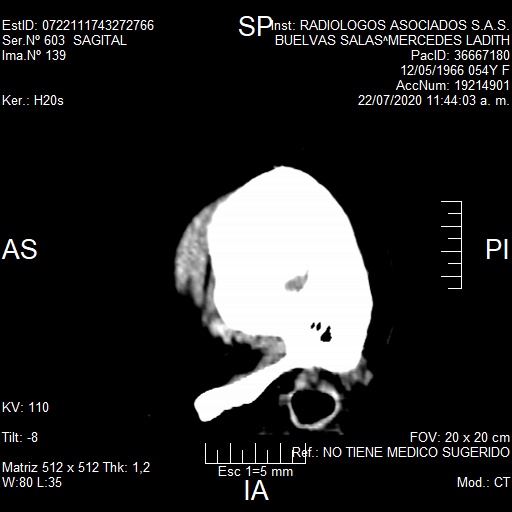 EstID: 0722111743272766
Ser.Nº 603  SAGITAL
Ima.Nº 139
Ker.: H20s
SP
Inst: RADIOLOGOS ASOCIADOS S.A.S.
BUELVAS SALAS^MERCEDES LADITH
PacID: 36667180
12/05/1966 054Y F
AccNum: 19214901
22/07/2020 11:44:03 a. m.
AS
PI
KV: 110
Tilt: -8
Matriz 512 x 512 Thk: 1,2
W:80 L:35
Esc 1=5 mm
IA
FOV: 20 x 20 cm
Ref.: NO TIENE MEDICO SUGERIDO
Mod.: CT